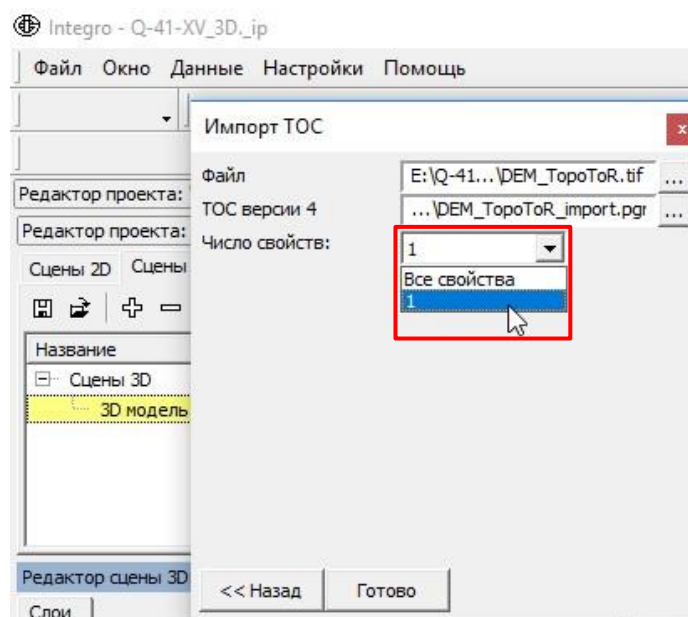 Integro - Q-41-XV_3D._ip
Файл Окно Данные Настройки Помощь
Импорт ТОС
x
Файл E:\Q-41...\DEM_TopoToR.tif ...
ТОС версии 4 ...\DEM_TopoToR_import.pgr ...
Число свойств: 1
Все свойства
1
Редактор проекта:
Редактор проекта:
Сцены 2D Сцены
Название
Сцены 3D
3D модель
Редактор сцены 3D
Слои
<< Назад Готово